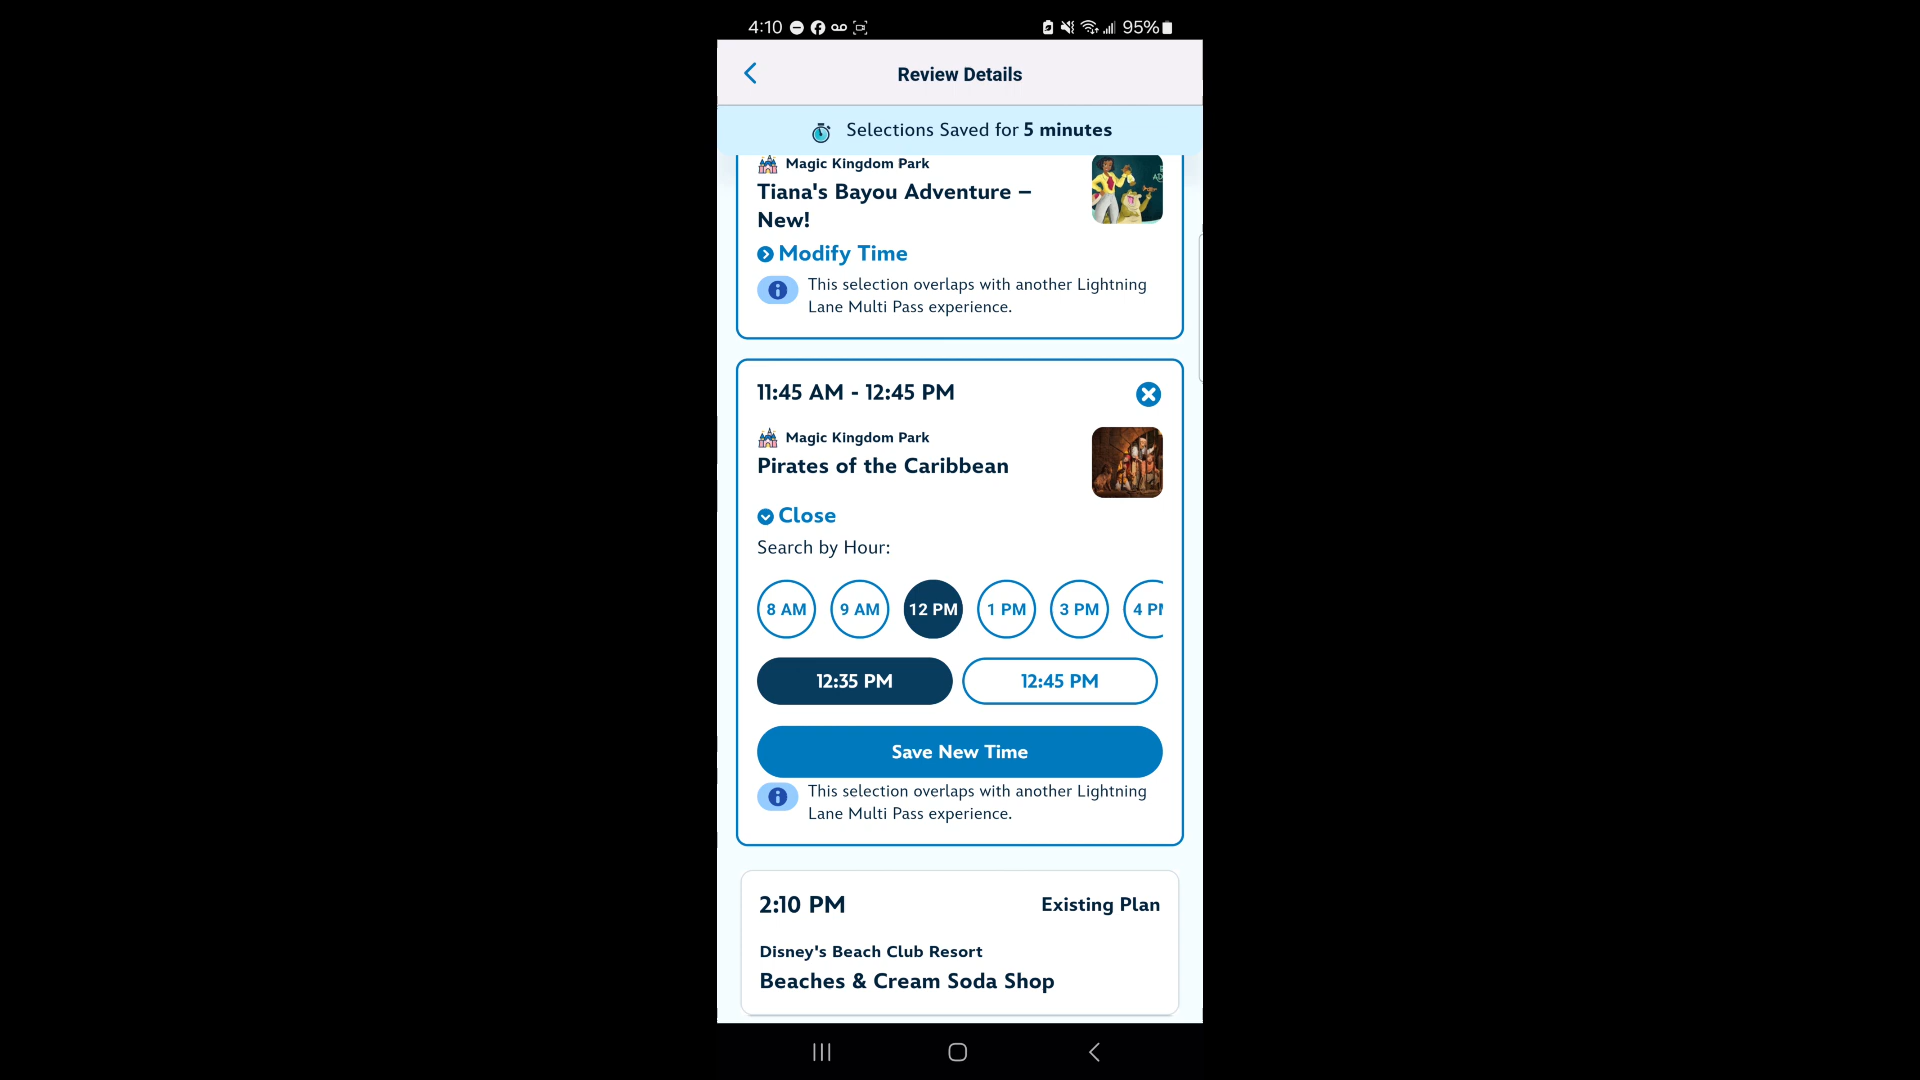 4:10
95%
Review Details
Selections Saved for 5 minutes
Magic Kingdom Park
Tiana's Bayou Adventure –
New!
Modify Time
This selection overlaps with another Lightning
Lane Multi Pass experience.
11:45 AM - 12:45 PM
Magic Kingdom Park
Pirates of the Caribbean
Close
Search by Hour:
8 AM 9 AM 12 PM 1 PM 3 PM
12:35 PM 12:45 PM
Save New Time
This selection overlaps with another Lightning
Lane Multi Pass experience.
2:10 PM Existing Plan
Disney's Beach Club Resort
Beaches & Cream Soda Shop